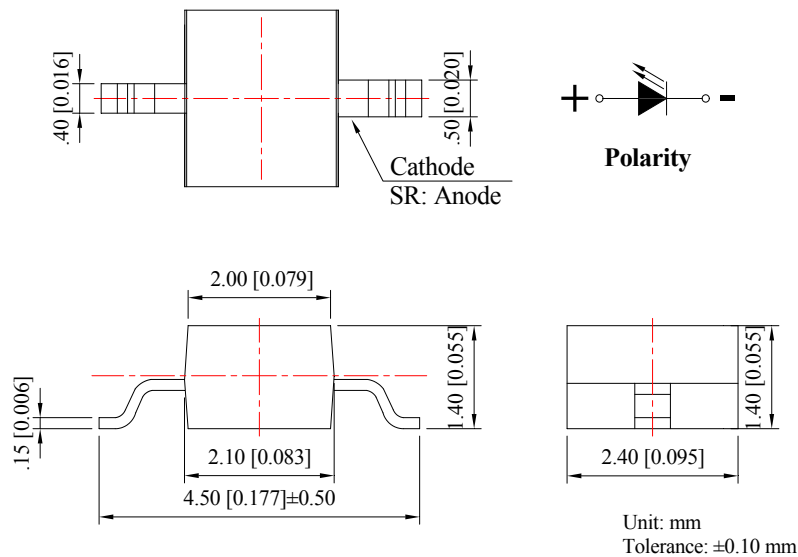 .40 [0.016]
.50 [0.020]
+
-
Cathode
SR: Anode
Polarity
2.00 [0.079]
1.40 [0.055]
1.40 [0.055]
.15 [0.006]
2.10 [0.083]
2.40 [0.095]
4.50 [0.177]±0.50
Unit: mm
Tolerance: ±0.10 mm